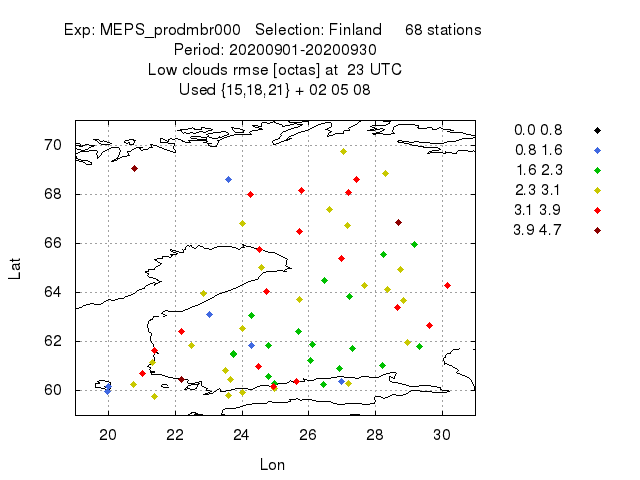 Exp: MEPS_prodmbr000 Selection: Finland 68 stations
Period: 20200901-20200930
Low clouds rmse [octas] at 23 UTC
Used {15,18,21} + 02 05 08
0.0 0.8
0.8 1.6
1.6 2.3
2.3 3.1
3.1 3.9
3.9 4.7
70
68
66
64
62
60
Lat
20 22 24 26 28 30
Lon